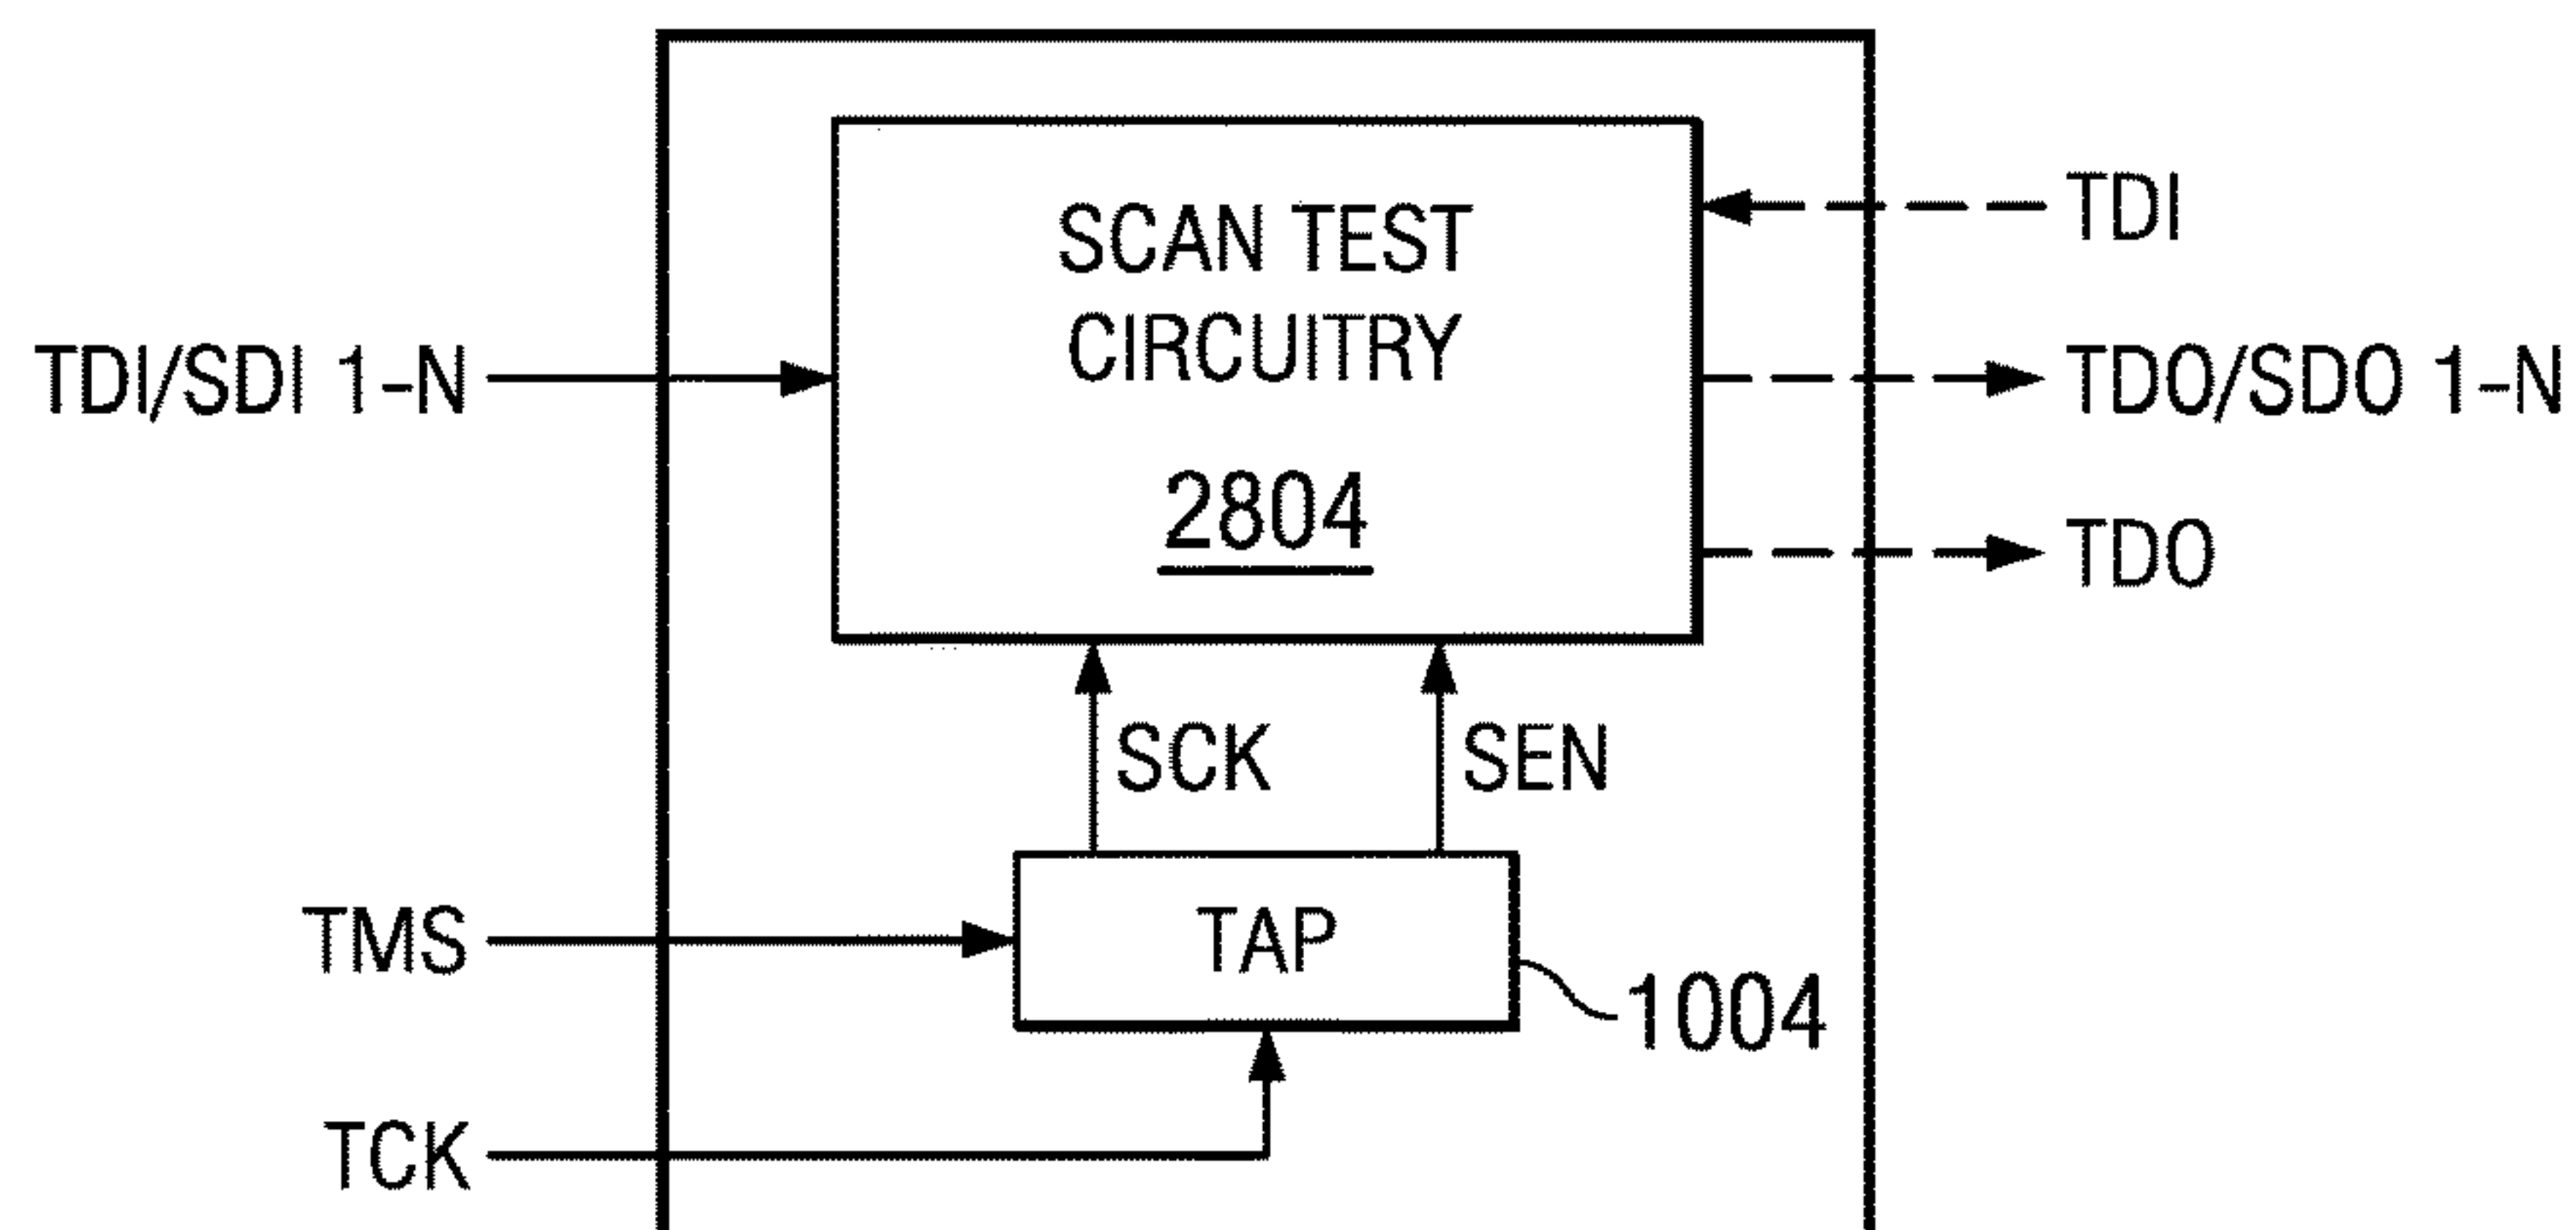 SCAN TEST
CIRCUITRY
2804
TDI
TDI/SDI 1-N
TDO/SDO 1-N
TDO
SCK
SEN
TMS
TAP
1004
TCK